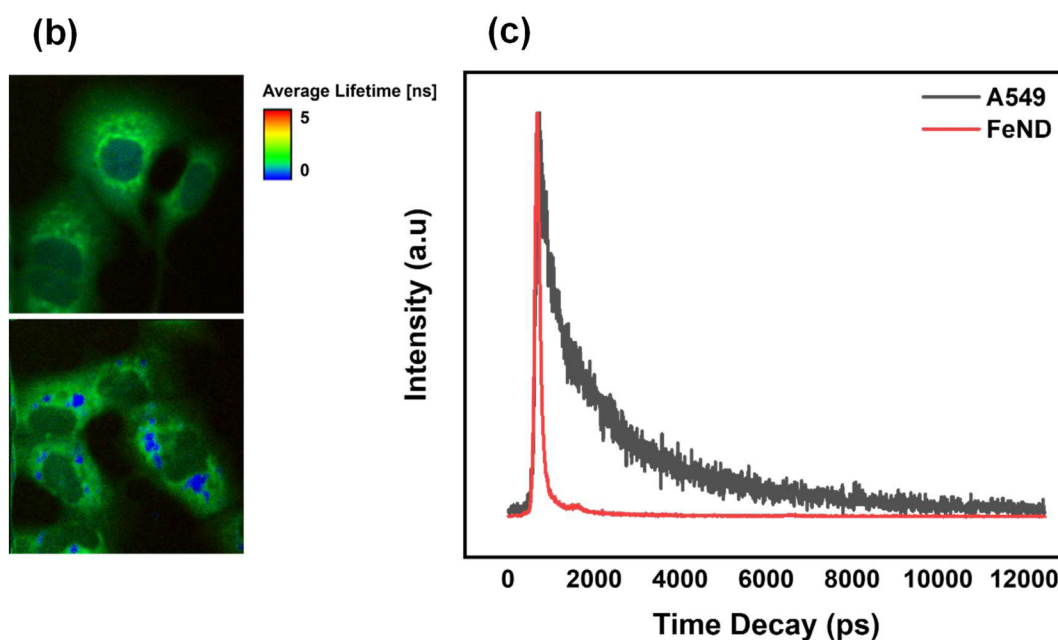 (b)
Average Lifetime [ns]
5
0
(c)
A549
FeND
Intensity (a.u)
0 2000 4000 6000 8000 10000 12000
Time Decay (ps)